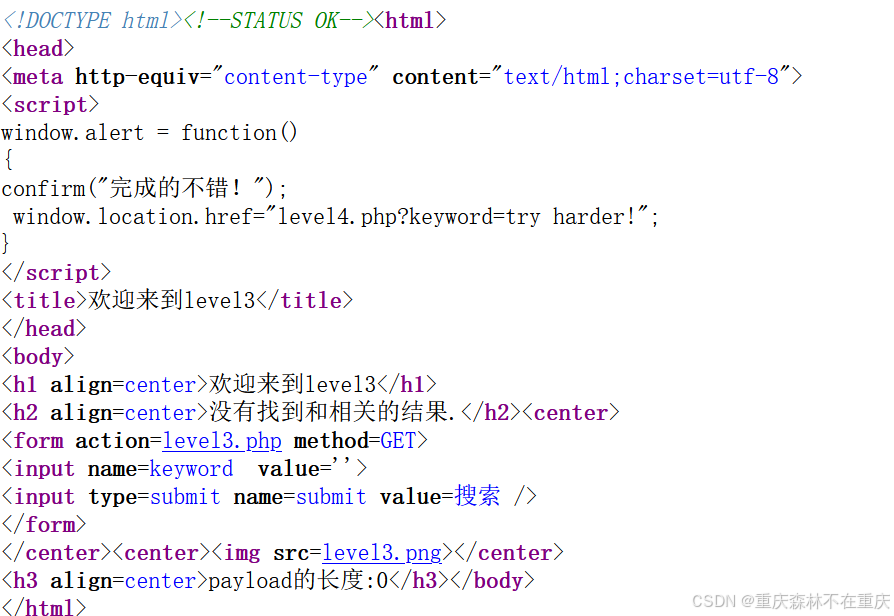 <!DOCTYPE html><!--STATUS OK--><html>
<head>
<meta http-equiv="content-type" content="text/html;charset=utf-8">
<script>
window.alert = function()
{
confirm("完成的不错！");
 window.location.href="level4.php?keyword=try harder!";
}
</script>
<title>欢迎来到level3</title>
</head>
<body>
<h1 align=center>欢迎来到level3</h1>
<h2 align=center>没有找到和相关的结果.</h2><center>
<form action=level3.php method=GET>
<input name=keyword  value=''>
<input type=submit name=submit value=搜索 />
</form>
</center><center><img src=level3.png></center>
<h3 align=center>payload的长度:0</h3></body>
</html>
CSDN @重庆森林不在重庆